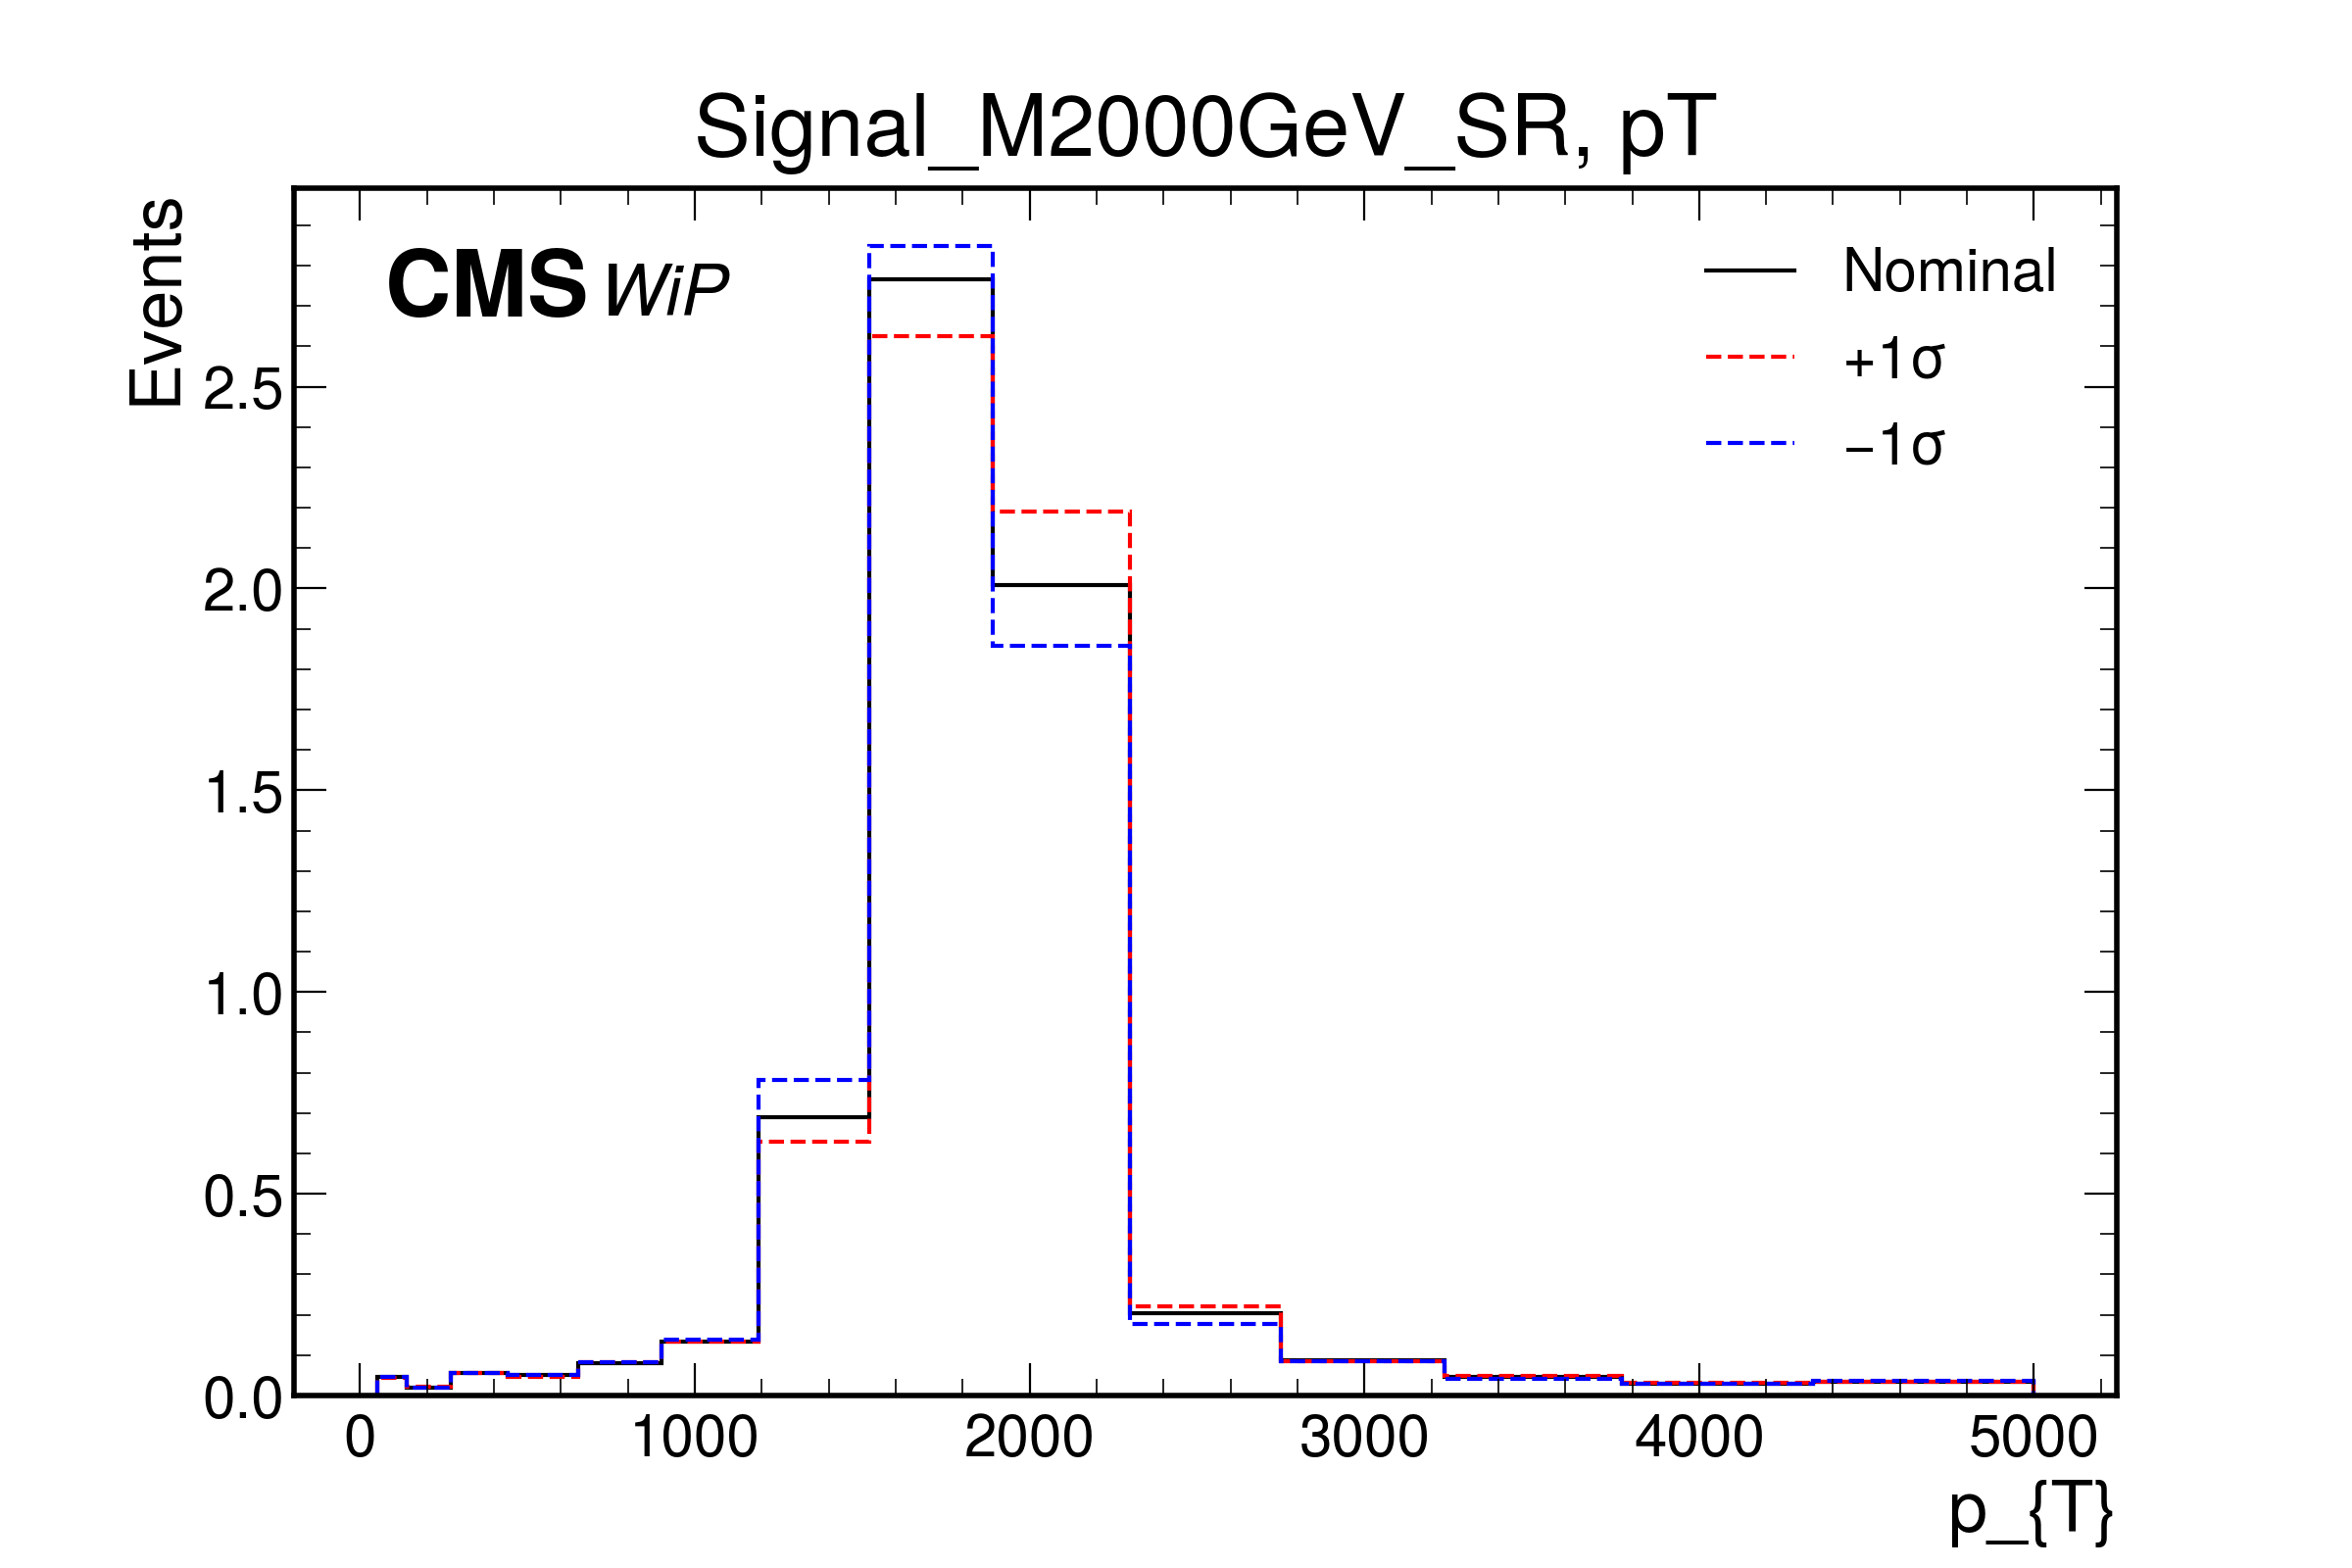 Signal_M2000GeV_SR, pT
Events
CMS WiP
Nominal
+1σ
−1σ
2.5
2.0
1.5
1.0
0.5
0.0
0 1000 2000 3000 4000 5000
p_{T}